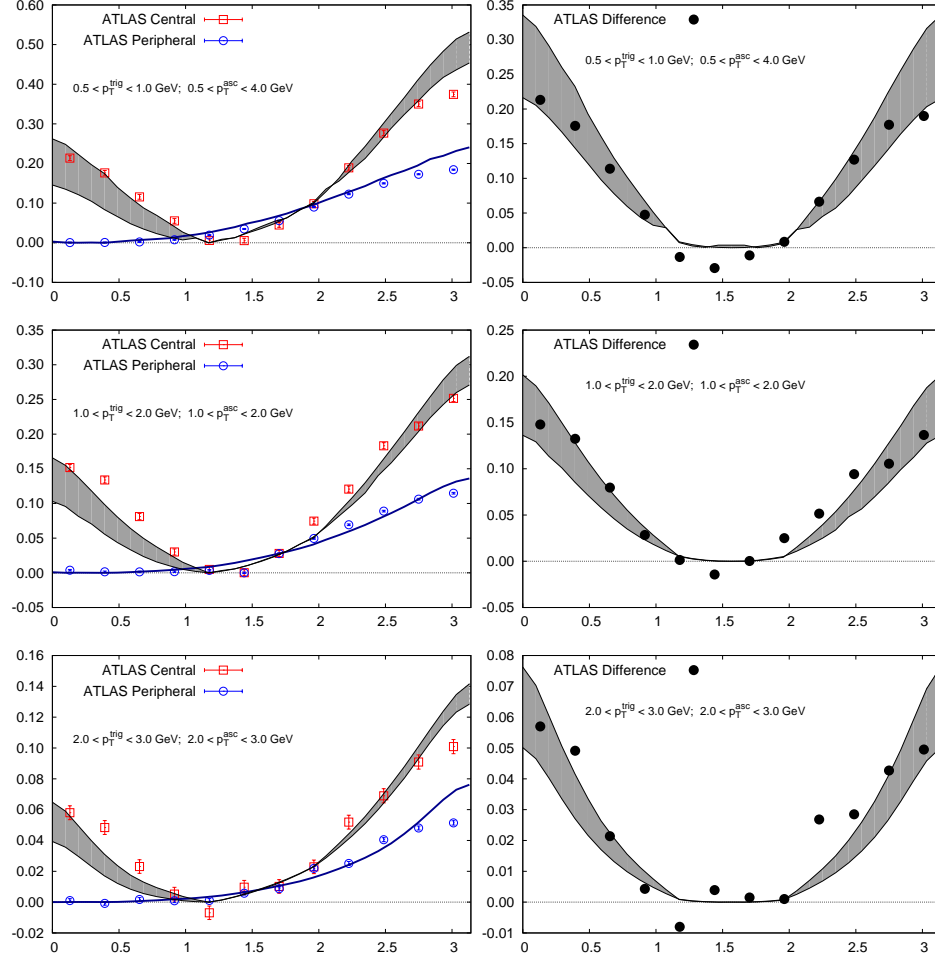 0.60
0.50
0.40
0.30
0.20
0.10
0.00
-0.10
ATLAS Central
ATLAS Peripheral
0.5 < p_T^trig < 1.0 GeV; 0.5 < p_T^asc < 4.0 GeV
0 0.5 1 1.5 2 2.5 3
0.35
0.30
0.25
0.20
0.15
0.10
0.05
0.00
-0.05
ATLAS Difference
0.5 < p_T^trig < 1.0 GeV; 0.5 < p_T^asc < 4.0 GeV
0 0.5 1 1.5 2 2.5 3
0.35
0.30
0.25
0.20
0.15
0.10
0.05
0.00
-0.05
ATLAS Central
ATLAS Peripheral
1.0 < p_T^trig < 2.0 GeV; 1.0 < p_T^asc < 2.0 GeV
0 0.5 1 1.5 2 2.5 3
0.25
0.20
0.15
0.10
0.05
0.00
-0.05
ATLAS Difference
1.0 < p_T^trig < 2.0 GeV; 1.0 < p_T^asc < 2.0 GeV
0 0.5 1 1.5 2 2.5 3
0.16
0.14
0.12
0.10
0.08
0.06
0.04
0.02
0.00
-0.02
ATLAS Central
ATLAS Peripheral
2.0 < p_T^trig < 3.0 GeV; 2.0 < p_T^asc < 3.0 GeV
0 0.5 1 1.5 2 2.5 3
0.08
0.07
0.06
0.05
0.04
0.03
0.02
0.01
0.00
-0.01
ATLAS Difference
2.0 < p_T^trig < 3.0 GeV; 2.0 < p_T^asc < 3.0 GeV
0 0.5 1 1.5 2 2.5 3